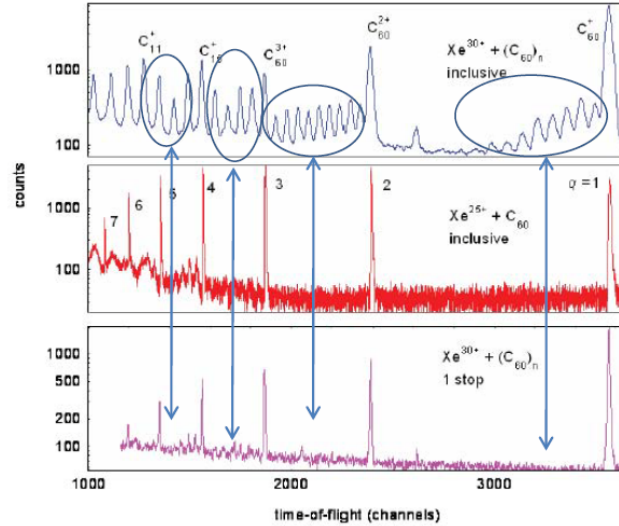 C₁₁⁺ C₁₅⁺ C₆₀³⁺ C₆₀²⁺ C₆₀⁺
Xe³⁰⁺ + (C₆₀)ₙ
inclusive
1000
100
counts
7 6 5 4 3 2 q = 1
Xe²⁵⁺ + C₆₀
inclusive
1000
100
Xe³⁰⁺ + (C₆₀)ₙ
1 stop
1000
500
200
100
1000 2000 3000
time-of-flight (channels)